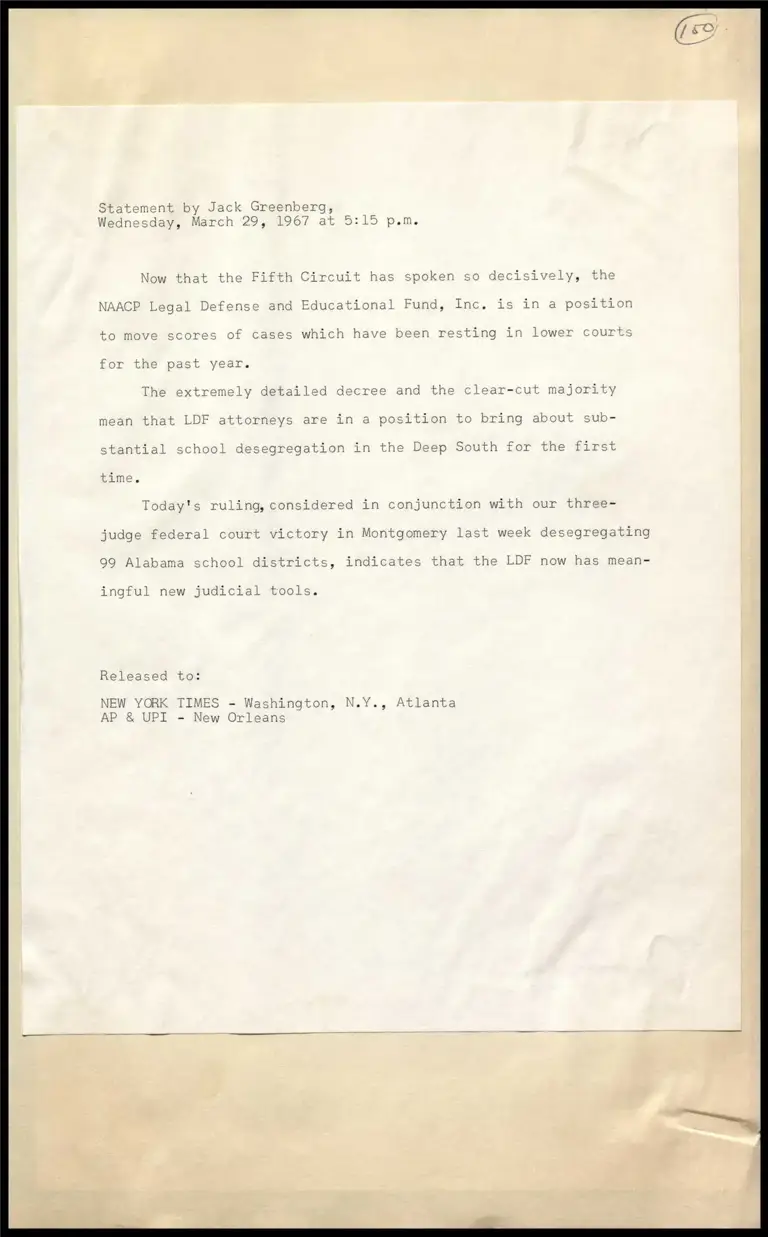 150
Statement by Jack Greenberg,
Wednesday, March 29, 1967 at 5:15 p.m.
Now that the Fifth Circuit has spoken so decisively, the
NAACP Legal Defense and Educational Fund, Inc. is in a position
to move scores of cases which have been resting in lower courts
for the past year.
The extremely detailed decree and the clear-cut majority
mean that LDF attorneys are in a position to bring about sub-
stantial school desegregation in the Deep South for the first
time.
Today's ruling, considered in conjunction with our three-
judge federal court victory in Montgomery last week desegregating
99 Alabama school districts, indicates that the LDF now has mean-
ingful new judicial tools.
Released to:
NEW YORK TIMES - Washington, N.Y., Atlanta
AP & UPI - New Orleans